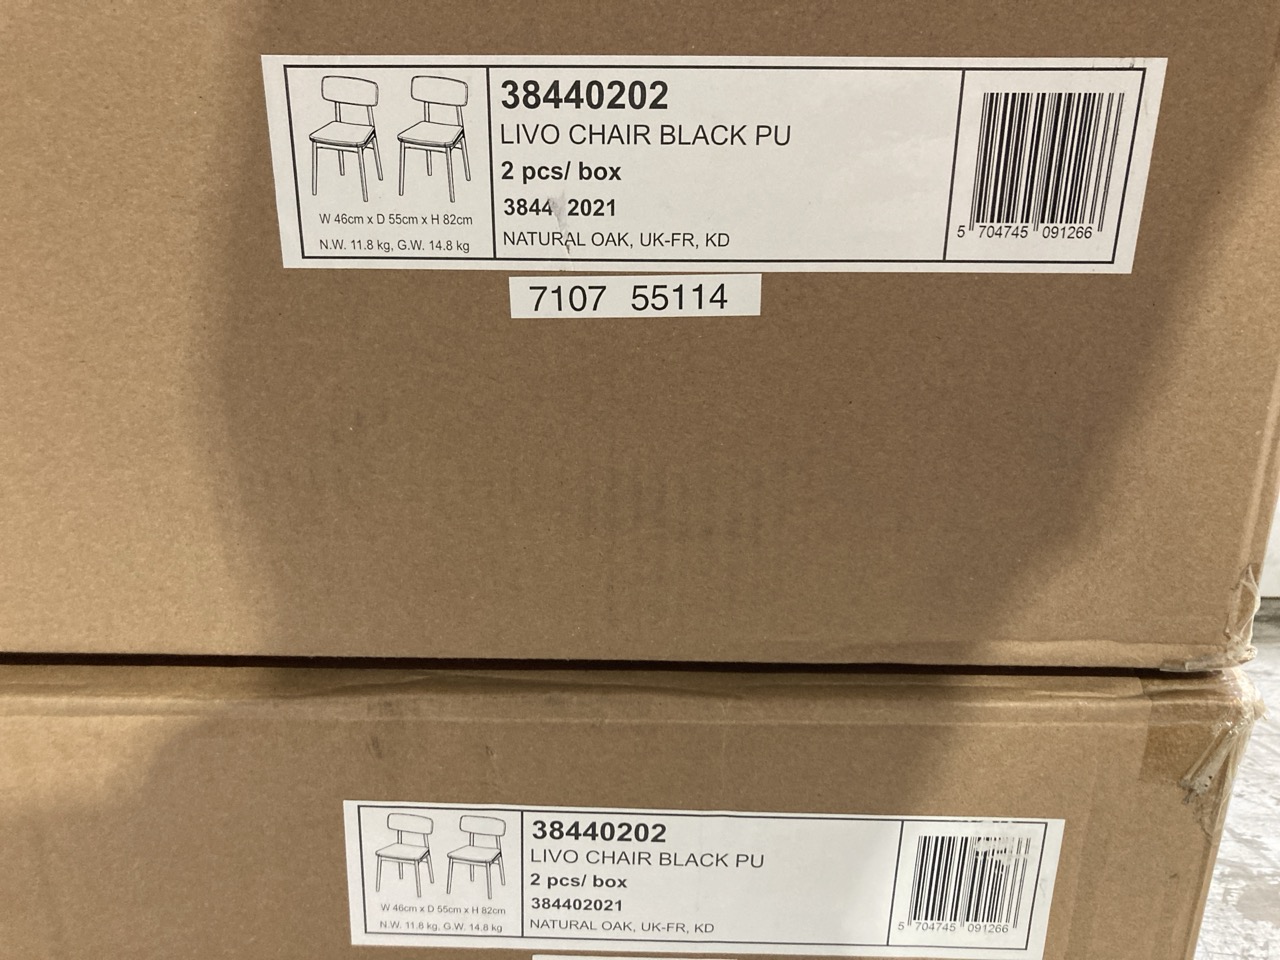 38440202
LIVO CHAIR BLACK PU
2 pcs/ box
3844 2021
NATURAL OAK, UK-FR, KD
W 46cm x D 55cm x H 82cm
N.W. 11.8 kg, G.W. 14.8 kg
5 704745 091266
7107 55114
38440202
LIVO CHAIR BLACK PU
2 pcs/ box
384402021
NATURAL OAK, UK-FR, KD
W 46cm x D 55cm x H 82cm
N.W. 11.8 kg, G.W. 14.8 kg
5 704745 091266